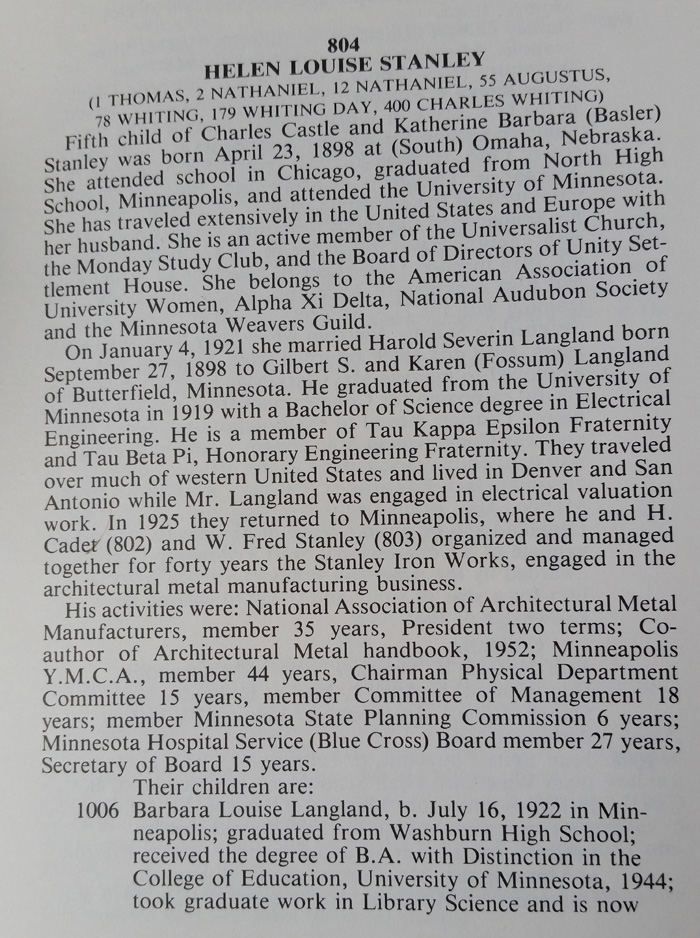 804
HELEN LOUISE STANLEY
(1 THOMAS, 2 NATHANIEL, 12 NATHANIEL, 55 AUGUSTUS,
78 WHITING, 179 WHITING DAY, 400 CHARLES WHITING)
Fifth child of Charles Castle and Katherine Barbara (Basler)
Stanley was born April 23, 1898 at (South) Omaha, Nebraska.
She attended school in Chicago, graduated from North High
School, Minneapolis, and attended the University of Minnesota.
She has traveled extensively in the United States and Europe with
her husband. She is an active member of the Universalist Church,
the Monday Study Club, and the Board of Directors of Unity Set-
tlement House. She belongs to the American Association of
University Women, Alpha Xi Delta, National Audubon Society
and the Minnesota Weavers Guild.
On January 4, 1921 she married Harold Severin Langland born
September 27, 1898 to Gilbert S. and Karen (Fossum) Langland
of Butterfield, Minnesota. He graduated from the University of
Minnesota in 1919 with a Bachelor of Science degree in Electrical
Engineering. He is a member of Tau Kappa Epsilon Fraternity
and Tau Beta Pi, Honorary Engineering Fraternity. They traveled
over much of western United States and lived in Denver and San
Antonio while Mr. Langland was engaged in electrical valuation
work. In 1925 they returned to Minneapolis, where he and H.
Cadet (802) and W. Fred Stanley (803) organized and managed
together for forty years the Stanley Iron Works, engaged in the
architectural metal manufacturing business.
His activities were: National Association of Architectural Metal
Manufacturers, member 35 years, President two terms; Co-
author of Architectural Metal handbook, 1952; Minneapolis
Y.M.C.A., member 44 years, Chairman Physical Department
Committee 15 years, member Committee of Management 18
years; member Minnesota State Planning Commission 6 years;
Minnesota Hospital Service (Blue Cross) Board member 27 years,
Secretary of Board 15 years.
Their children are:
1006 Barbara Louise Langland, b. July 16, 1922 in Min-
neapolis; graduated from Washburn High School;
received the degree of B.A. with Distinction in the
College of Education, University of Minnesota, 1944;
took graduate work in Library Science and is now